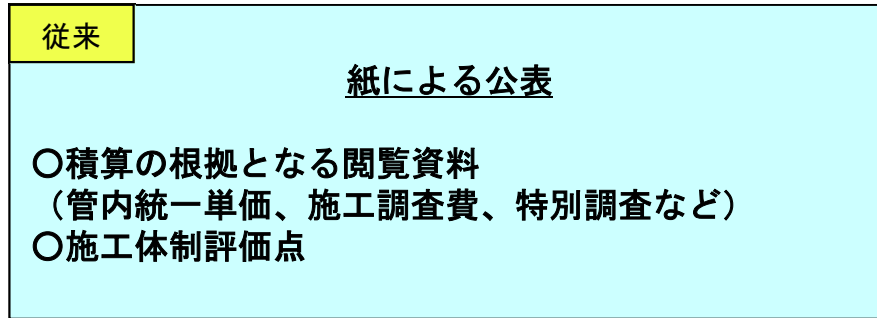 従来
紙による公表
〇積算の根拠となる閲覧資料
（管内統一単価、施工調査費、特別調査など）
〇施工体制評価点